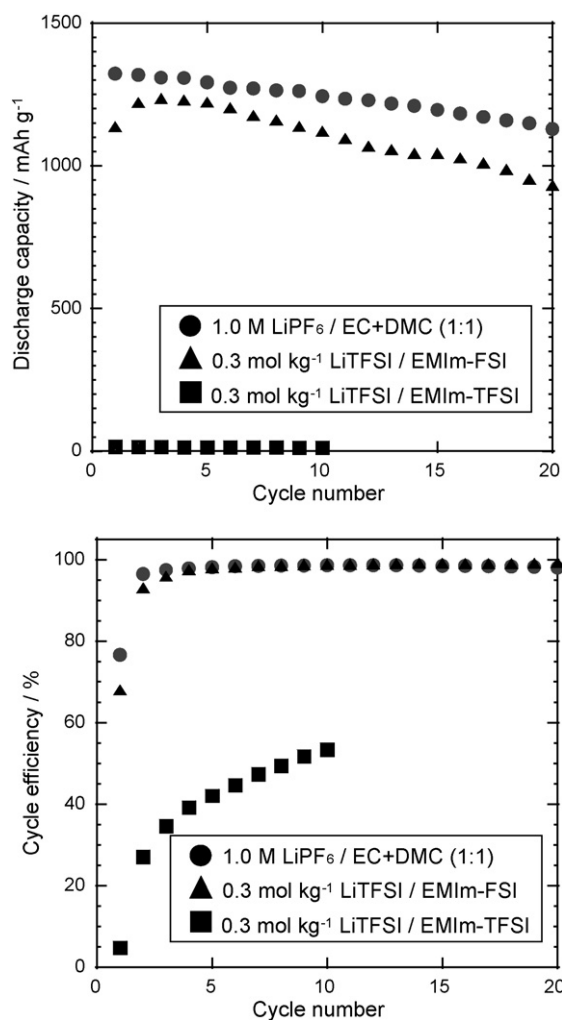 1500
1000
500
0
Discharge capacity / mAh g⁻¹
1.0 M LiPF₆ / EC+DMC (1:1)
0.3 mol kg⁻¹ LiTFSI / EMIm-FSI
0.3 mol kg⁻¹ LiTFSI / EMIm-TFSI
0 5 10 15 20
Cycle number
100
80
60
40
20
0
Cycle efficiency / %
1.0 M LiPF₆ / EC+DMC (1:1)
0.3 mol kg⁻¹ LiTFSI / EMIm-FSI
0.3 mol kg⁻¹ LiTFSI / EMIm-TFSI
0 5 10 15 20
Cycle number